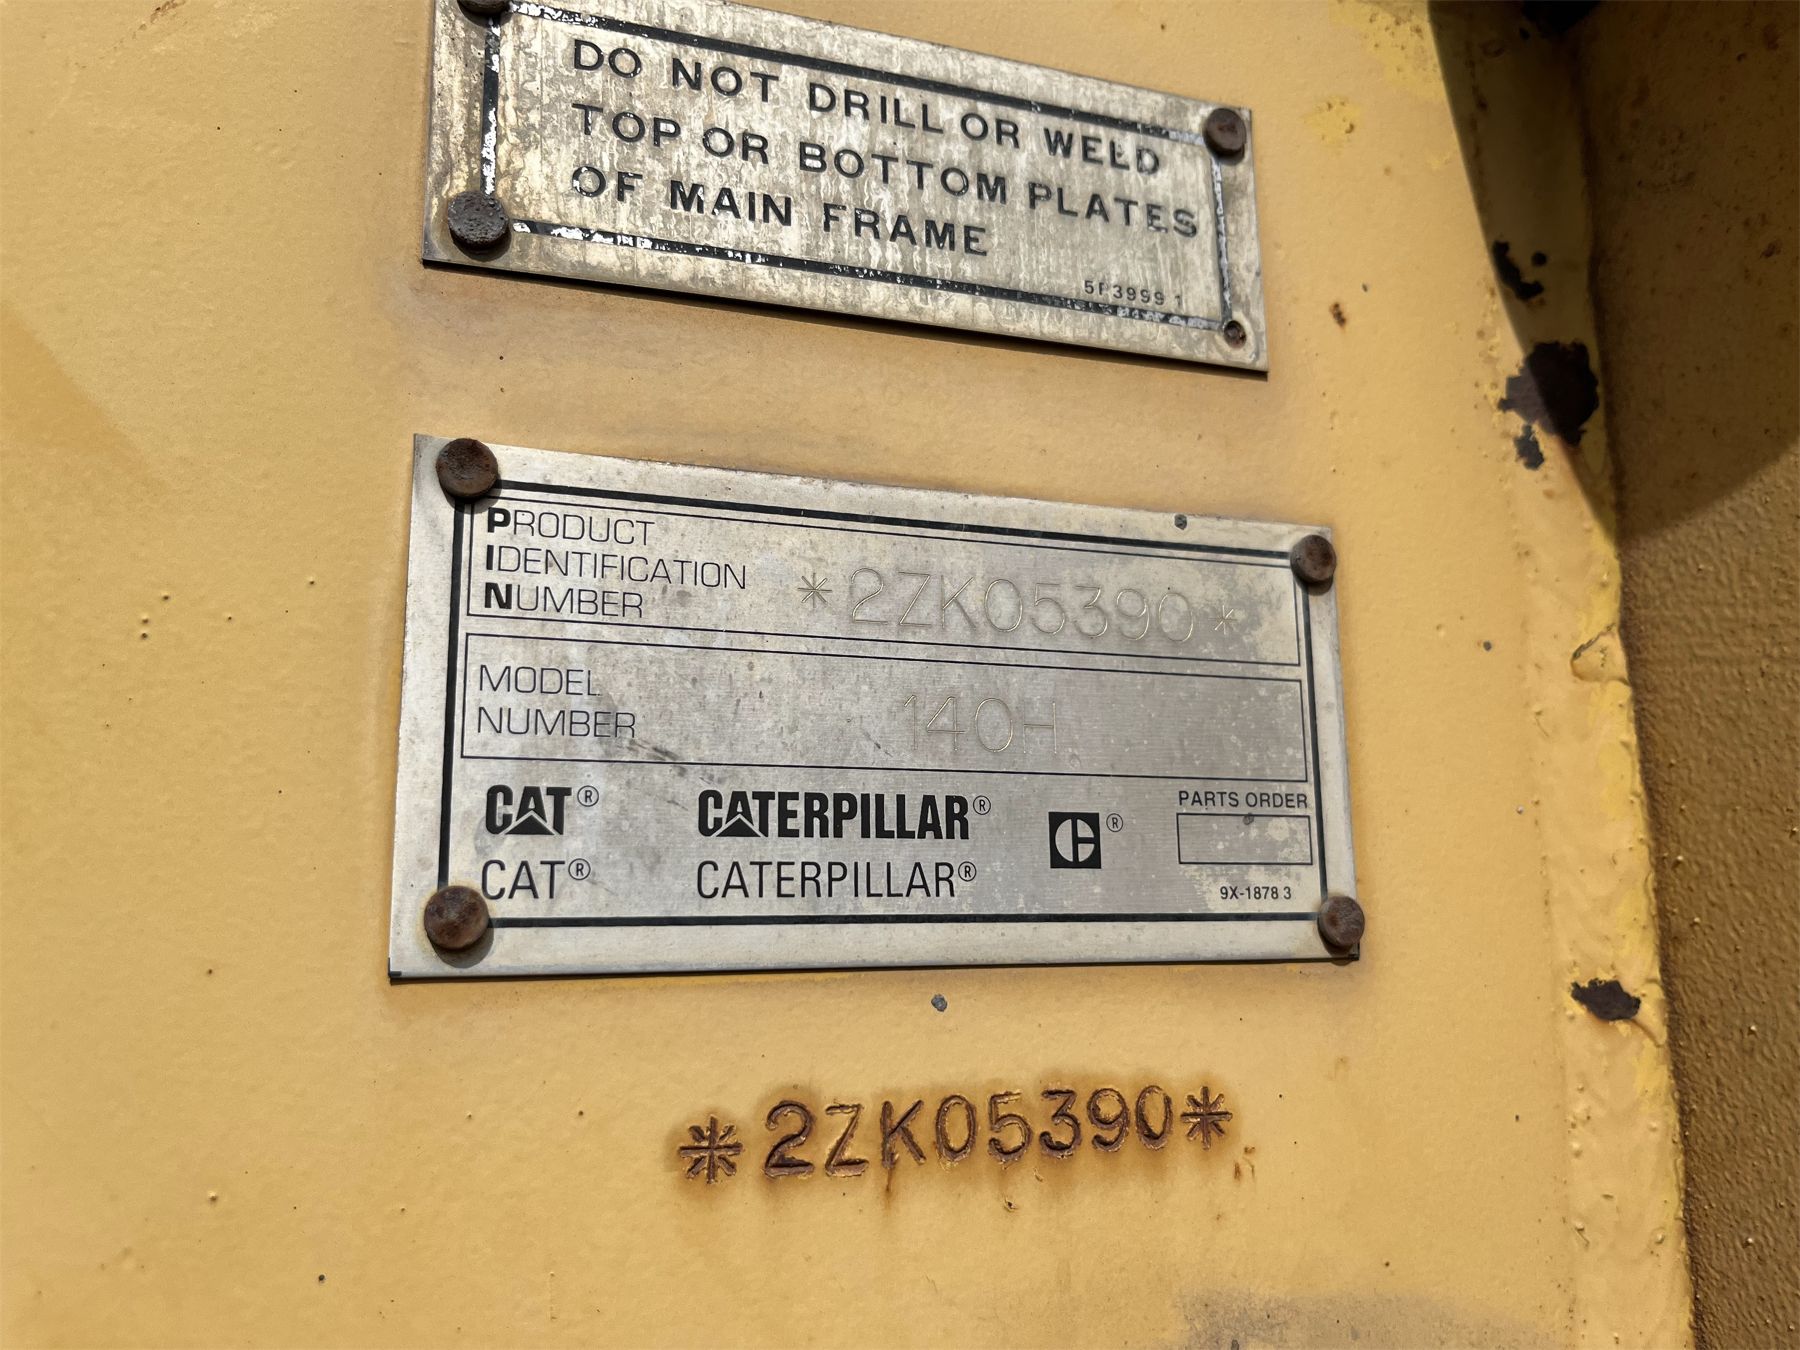 DO NOT DRILL OR WELD
TOP OR BOTTOM PLATES
OF MAIN FRAME
5P3999 1
PRODUCT
IDENTIFICATION
NUMBER
*2ZK05390*
MODEL
NUMBER
140H
CAT® CATERPILLAR® C® PARTS ORDER
CAT® CATERPILLAR®
9X-1878 3
*2ZK05390*